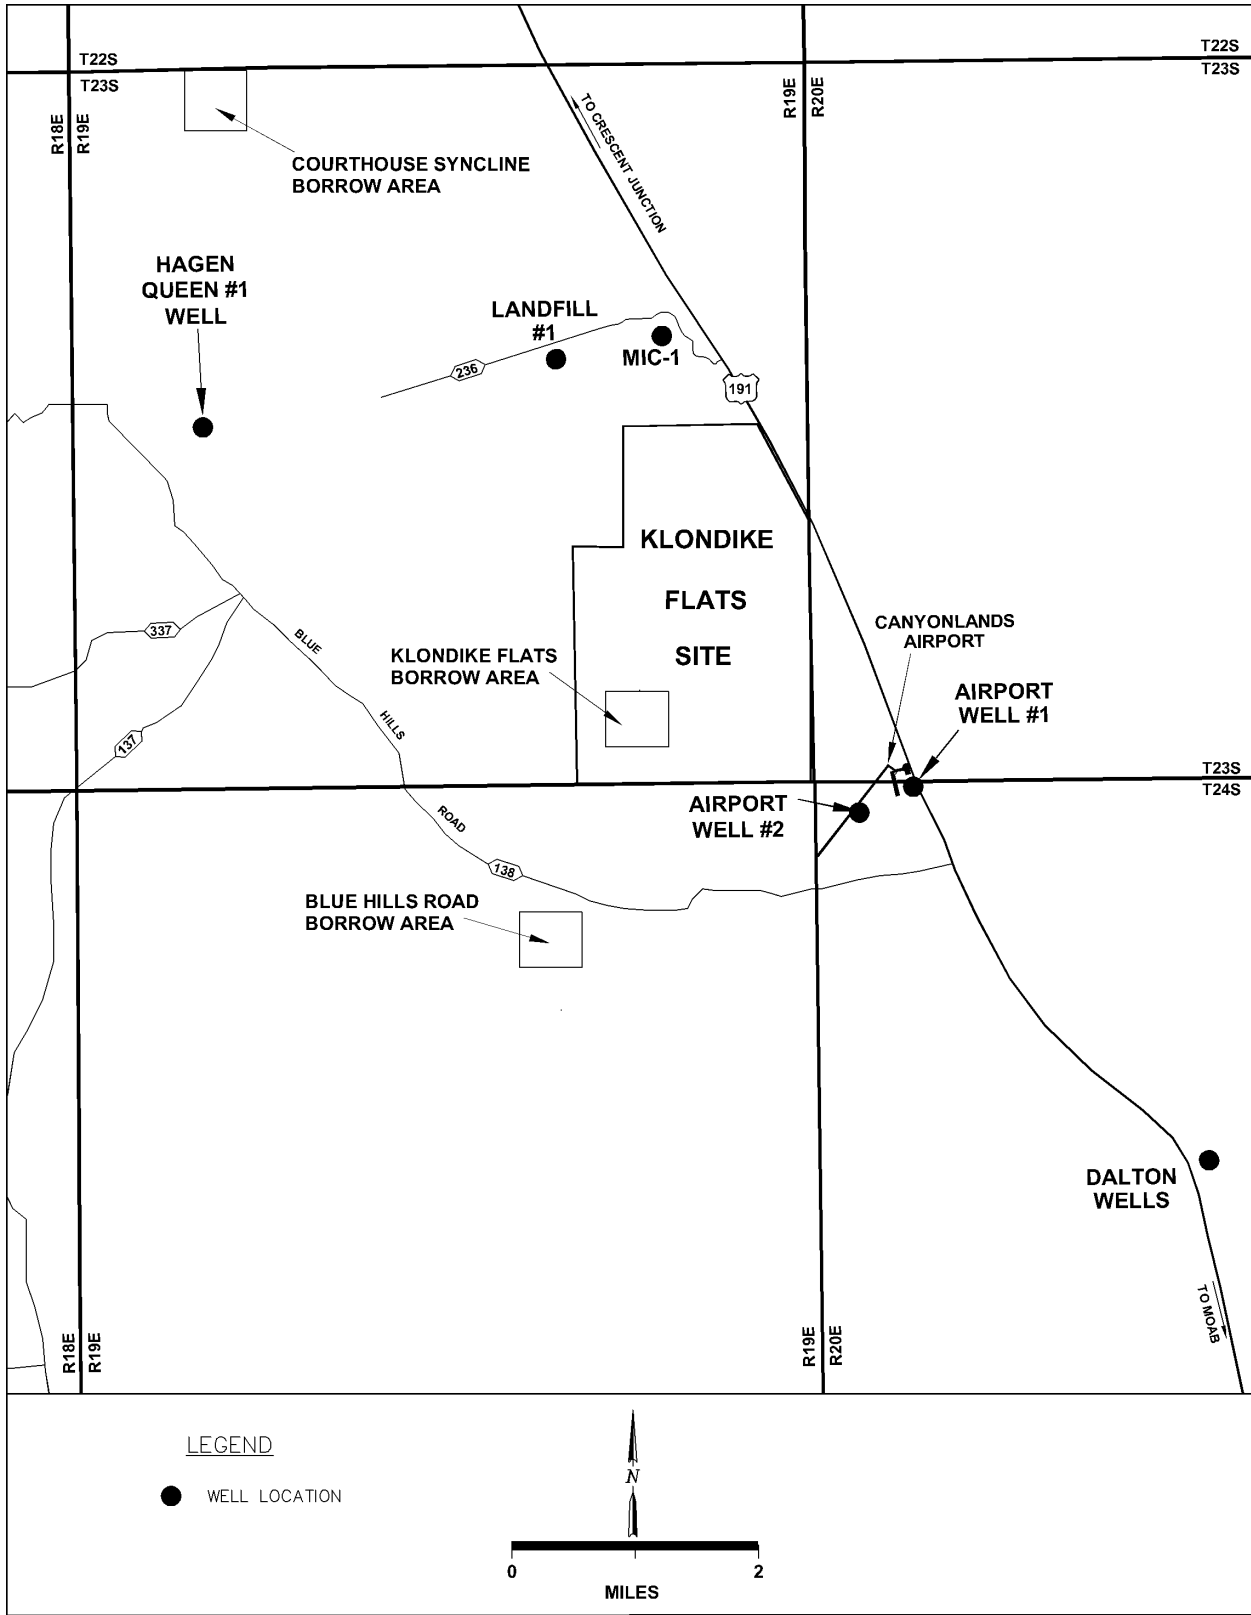 T22S
T23S
T22S
T23S
R18E
R19E
R19E
R20E
COURTHOUSE SYNCLINE
BORROW AREA
TO CRESCENT JUNCTION
HAGEN
QUEEN #1
WELL
LANDFILL
#1
MIC-1
236
191
KLONDIKE
FLATS
SITE
337
BLUE
HILLS
ROAD
137
KLONDIKE FLATS
BORROW AREA
CANYONLANDS
AIRPORT
AIRPORT
WELL #1
T23S
T24S
AIRPORT
WELL #2
138
BLUE HILLS ROAD
BORROW AREA
DALTON
WELLS
TO MOAB
R18E
R19E
R19E
R20E
LEGEND
WELL LOCATION
N
0
2
MILES